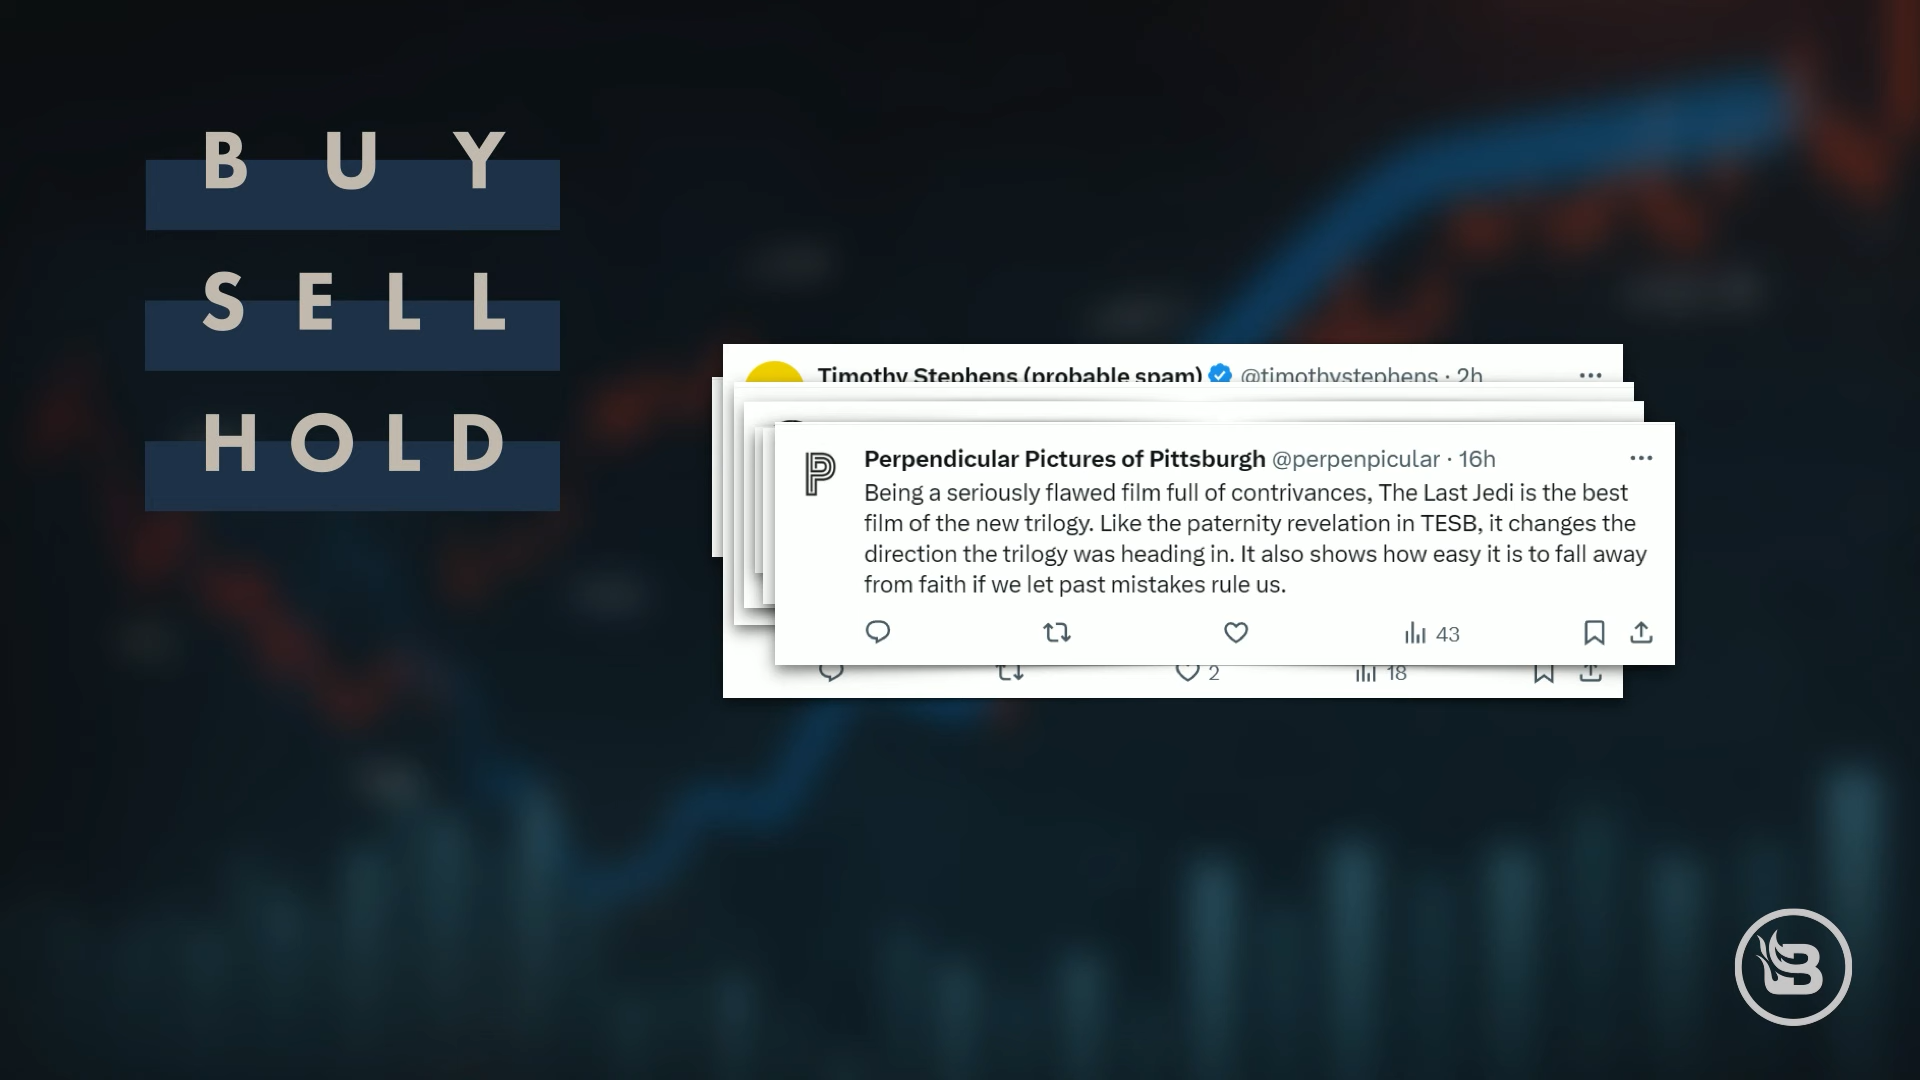 BUY
SELL
HOLD
Timothy Stephens (probable spam) @timothystephens · 2h
Perpendicular Pictures of Pittsburgh @perpenpicular · 16h
Being a seriously flawed film full of contrivances, The Last Jedi is the best
film of the new trilogy. Like the paternity revelation in TESB, it changes the
direction the trilogy was heading in. It also shows how easy it is to fall away
from faith if we let past mistakes rule us.
43
2 18
B